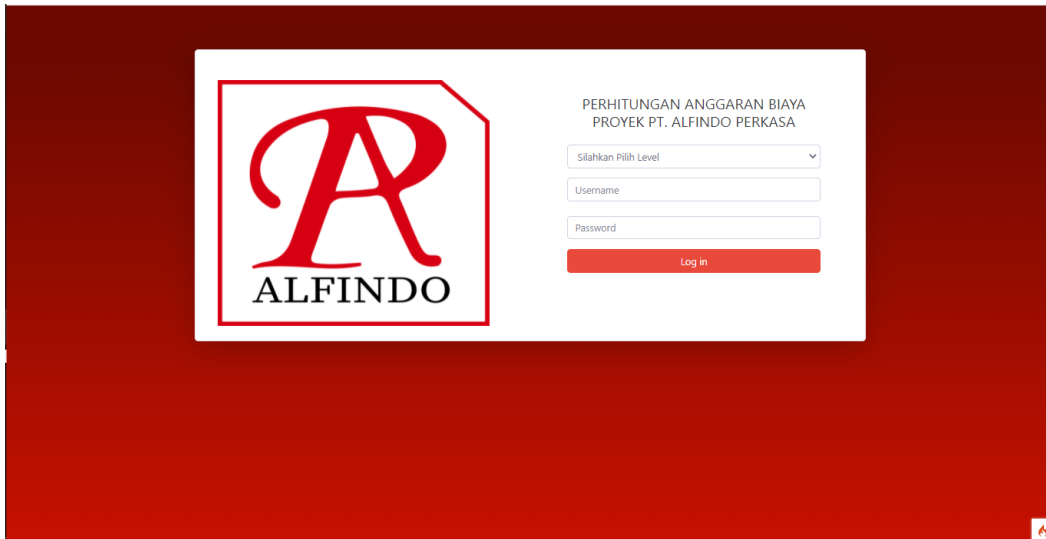 ALFINDO
PERHITUNGAN ANGGARAN BIAYA
PROYEK PT. ALFINDO PERKASA
Silahkan Pilih Level
Username
Password
Log in